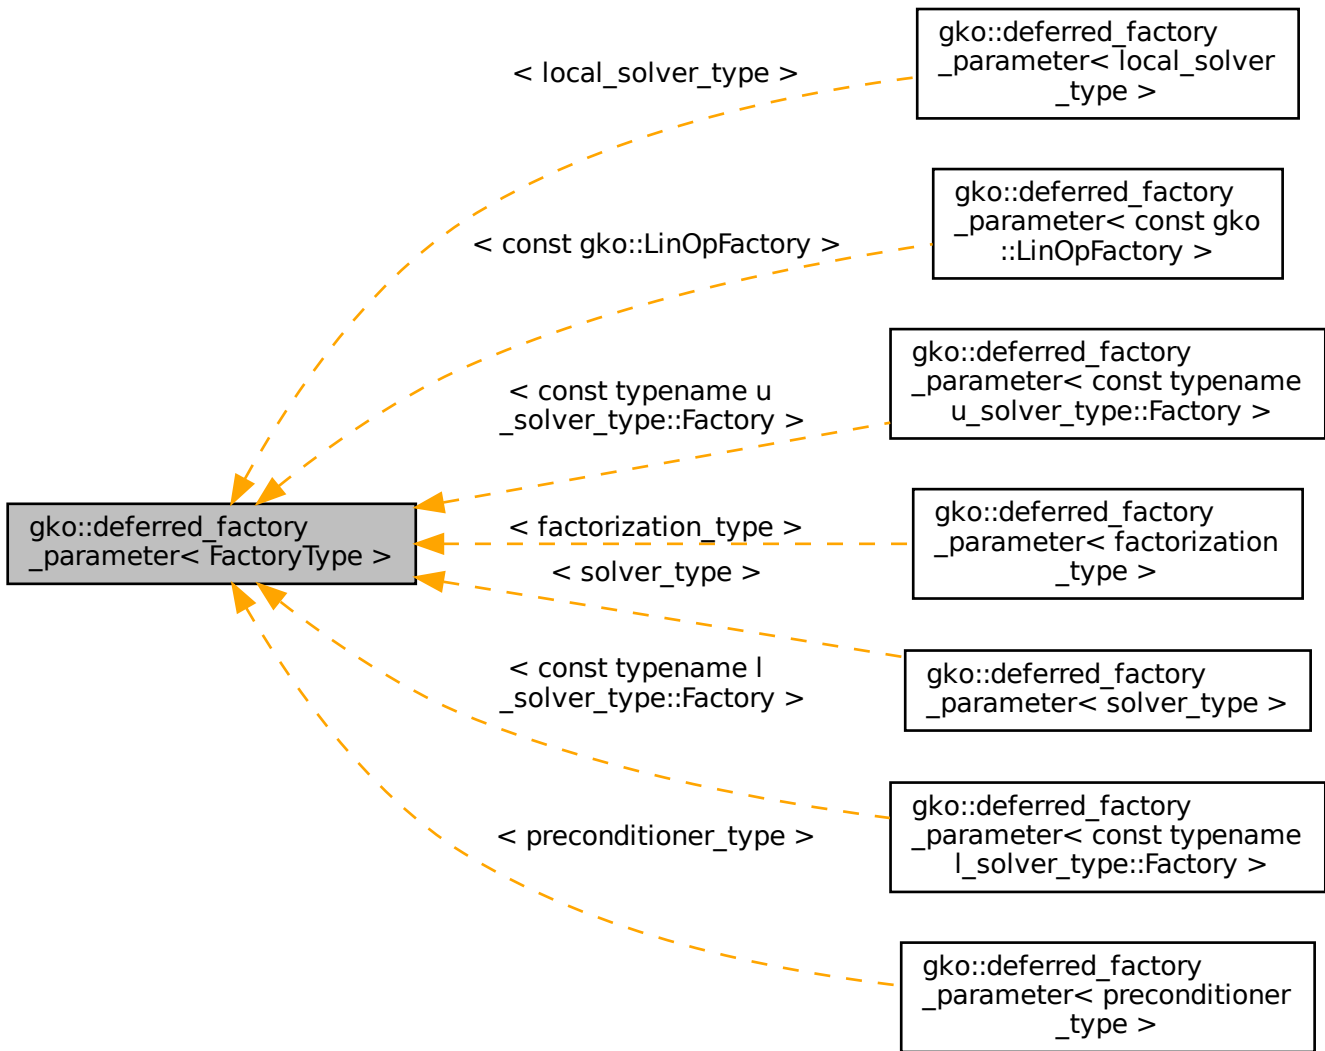 gko::deferred_factory
_parameter< local_solver
_type >
< local_solver_type >
gko::deferred_factory
_parameter< const gko
::LinOpFactory >
< const gko::LinOpFactory >
gko::deferred_factory
_parameter< const typename
u_solver_type::Factory >
< const typename u
_solver_type::Factory >
gko::deferred_factory
_parameter< FactoryType >
< factorization_type >
gko::deferred_factory
_parameter< factorization
_type >
< solver_type >
gko::deferred_factory
_parameter< solver_type >
< const typename l
_solver_type::Factory >
gko::deferred_factory
_parameter< const typename
l_solver_type::Factory >
< preconditioner_type >
gko::deferred_factory
_parameter< preconditioner
_type >